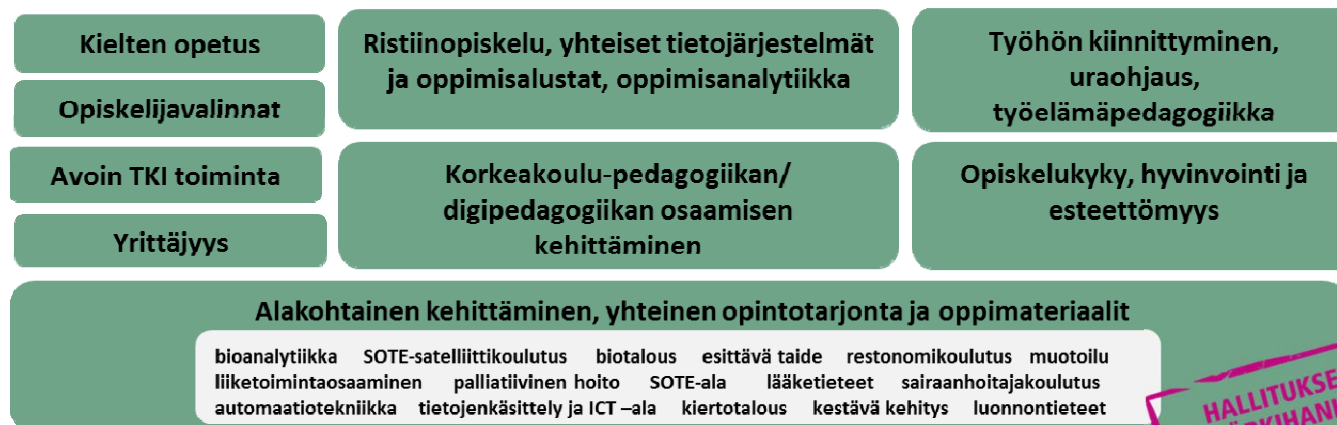 Kielten opetus
Opiskelijavalinnat
Avoin TKI toiminta
Yrittäjyys
Ristiinopiskelu, yhteiset tietojärjestelmät
ja oppimisalustat, oppimisanalytiikka
Korkeakoulu-pedagogiikan/
digipedagogiikan osaamisen
kehittäminen
Työhön kiinnittyminen,
uraohjaus,
työelämäpedagogiikka
Opiskelukyky, hyvinvointi ja
esteettömyys
Alakohtainen kehittäminen, yhteinen opintotarjonta ja oppimateriaalit
bioanalytiikka SOTE-satelliittikoulutus biotalous esittävä taide restonomikoulutus muotoilu
liiketoimintaosaaminen palliatiivinen hoito SOTE-ala lääketieteet sairaanhoitajakoulutus
automaatiotekniikka tietojenkäsittely ja ICT –ala kiertotalous kestävä kehitys luonnontieteet
HALLITUKSE